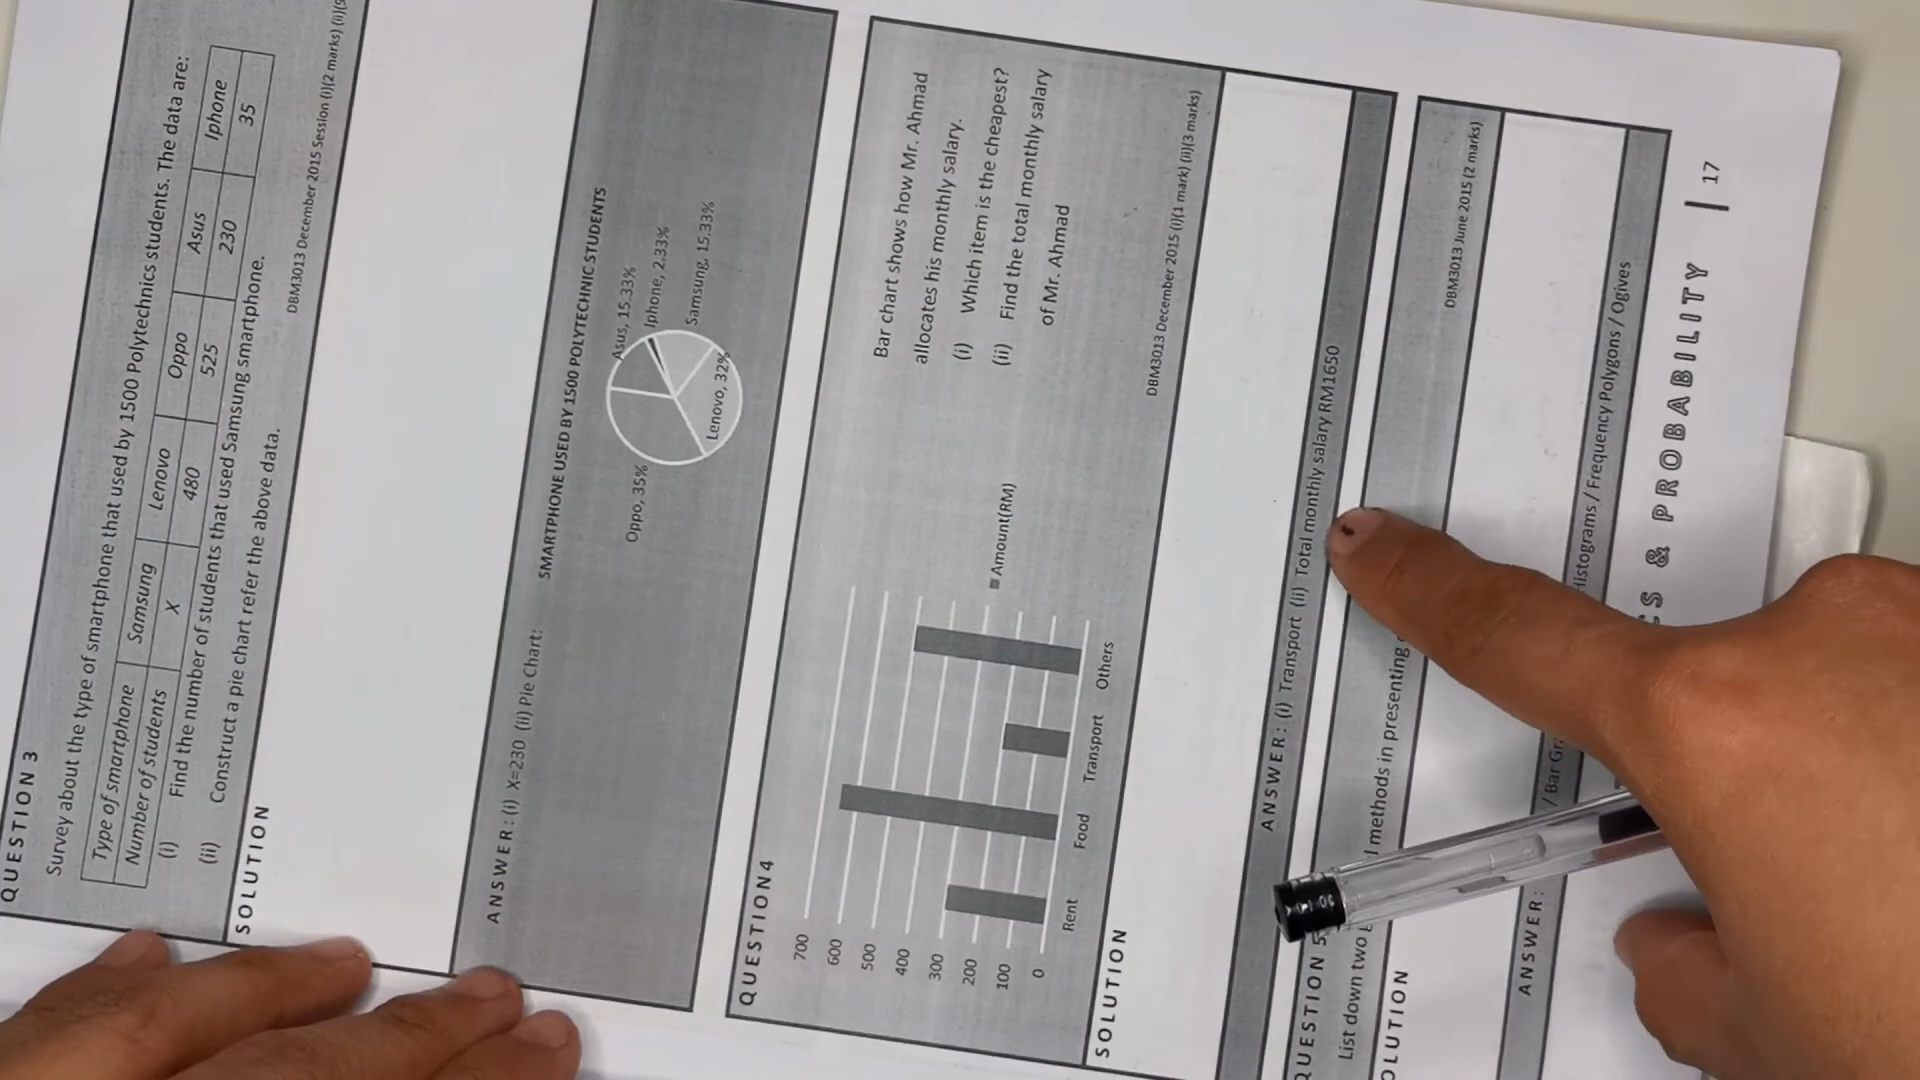 QUESTION 3
Survey about the type of smartphone that used by 1500 Polytechnics students. The data are:
Type of smartphone Samsung Lenovo Oppo Asus Iphone
Number of students X 480 525 230 35
(i) Find the number of students that used Samsung smartphone.
(ii) Construct a pie chart refer the above data.
DBM3013 December 2015 Session (i)(2 marks) (ii)(
SOLUTION
ANSWER: (i) X=230 (ii) Pie Chart:
SMARTPHONE USED BY 1500 POLYTECHNIC STUDENTS
Asus, 15.33%
Iphone, 2.33%
Samsung, 15.33%
Lenovo, 32%
Oppo, 35%
QUESTION 4
700
600
500
400
300
200
100
0
Rent Food Transport Others
Amount(RM)
Bar chart shows how Mr. Ahmad
allocates his monthly salary.
(i) Which item is the cheapest?
(ii) Find the total monthly salary
of Mr. Ahmad
DBM3013 December 2015 (i)(1 mark) (ii)(3 marks)
SOLUTION
ANSWER: (i) Transport (ii) Total monthly salary RM1650
QUESTION 5
List down two methods in presenting
DBM3013 June 2015 (2 marks)
OLUTION
ANSWER: / Bar Gr istograms / Frequency Polygons / Ogives
S & PROBABILITY | 17